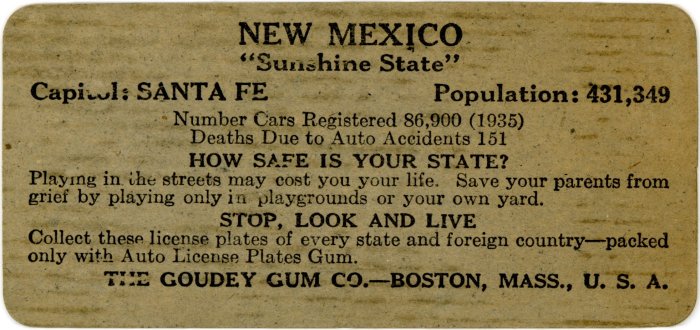 NEW MEXICO
"Sunshine State"
Capitol: SANTA FE Population: 431,349
Number Cars Registered 86,900 (1935)
Deaths Due to Auto Accidents 151
HOW SAFE IS YOUR STATE?
Playing in the streets may cost you your life. Save your parents from
grief by playing only in playgrounds or your own yard.
STOP, LOOK AND LIVE
Collect these license plates of every state and foreign country—packed
only with Auto License Plates Gum.
THE GOUDEY GUM CO.—BOSTON, MASS., U. S. A.